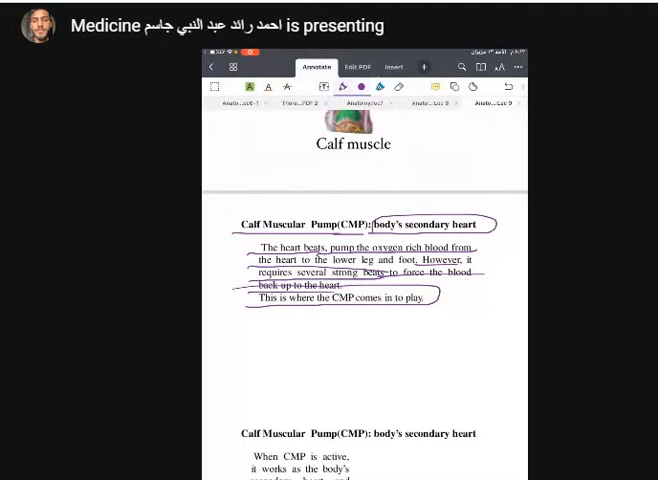 Medicine احمد رائد عبد النبي جاسم is presenting
Annotate
Edit PDF
Insert
Calf muscle
Calf Muscular Pump(CMP): body's secondary heart
The heart beats, pump the oxygen rich blood from
the heart to the lower leg and foot. However, it
requires several strong beats to force the blood
back up to the heart.
This is where the CMP comes in to play.
Calf Muscular Pump(CMP): body's secondary heart
When CMP is active,
it works as the body's
secondary heart and